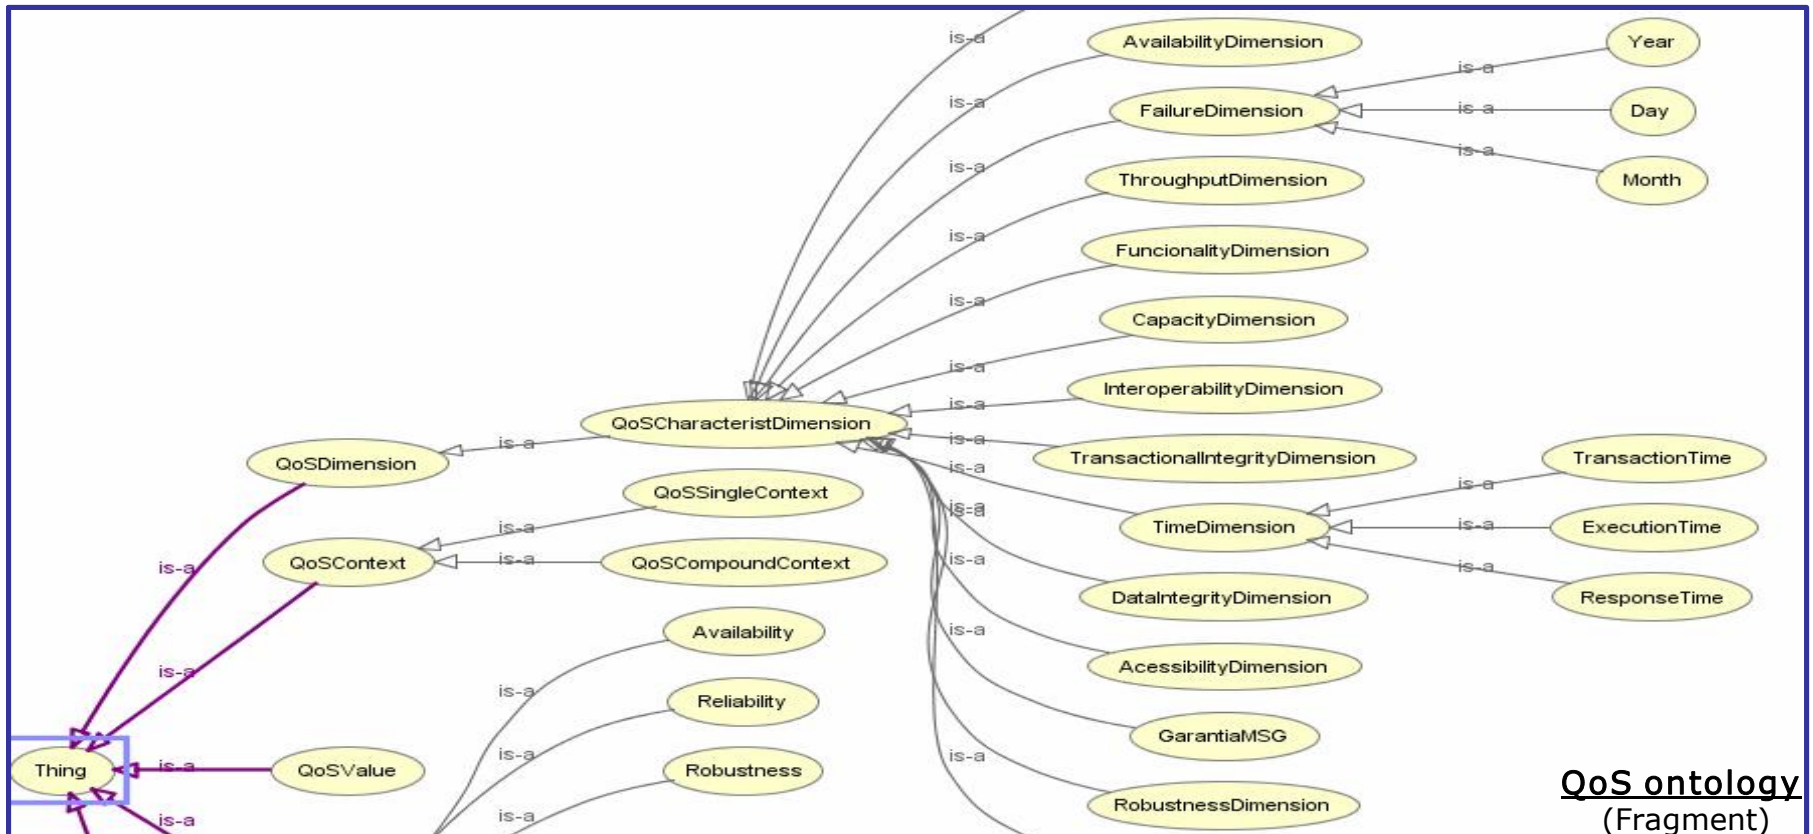 is-a
AvailabilityDimension
Year
is-a
is-a
FailureDimension
is-a
Day
is-a
is-a
ThroughputDimension
Month
is-a
FuncionalityDimension
is-a
CapacityDimension
is-a
InteroperabilityDimension
is-a
QoSCharacteristDimension
is-a
QoSDimension
is-a
TransactionalIntegrityDimension
TransactionTime
is-a
is-a
QoSSingleContext
is-a
is-a
is-a
TimeDimension
is-a
ExecutionTime
QoSContext
is-a
QoSCompoundContext
is-a
is-a
is-a
DataIntegrityDimension
ResponseTime
Availability
is-a
is-a
AcessibilityDimension
is-a
Reliability
GarantiaMSG
is-a
is-a
Thing
is-a
QoSValue
Robustness
RobustnessDimension
is-a
is-a
QoS ontology
(Fragment)